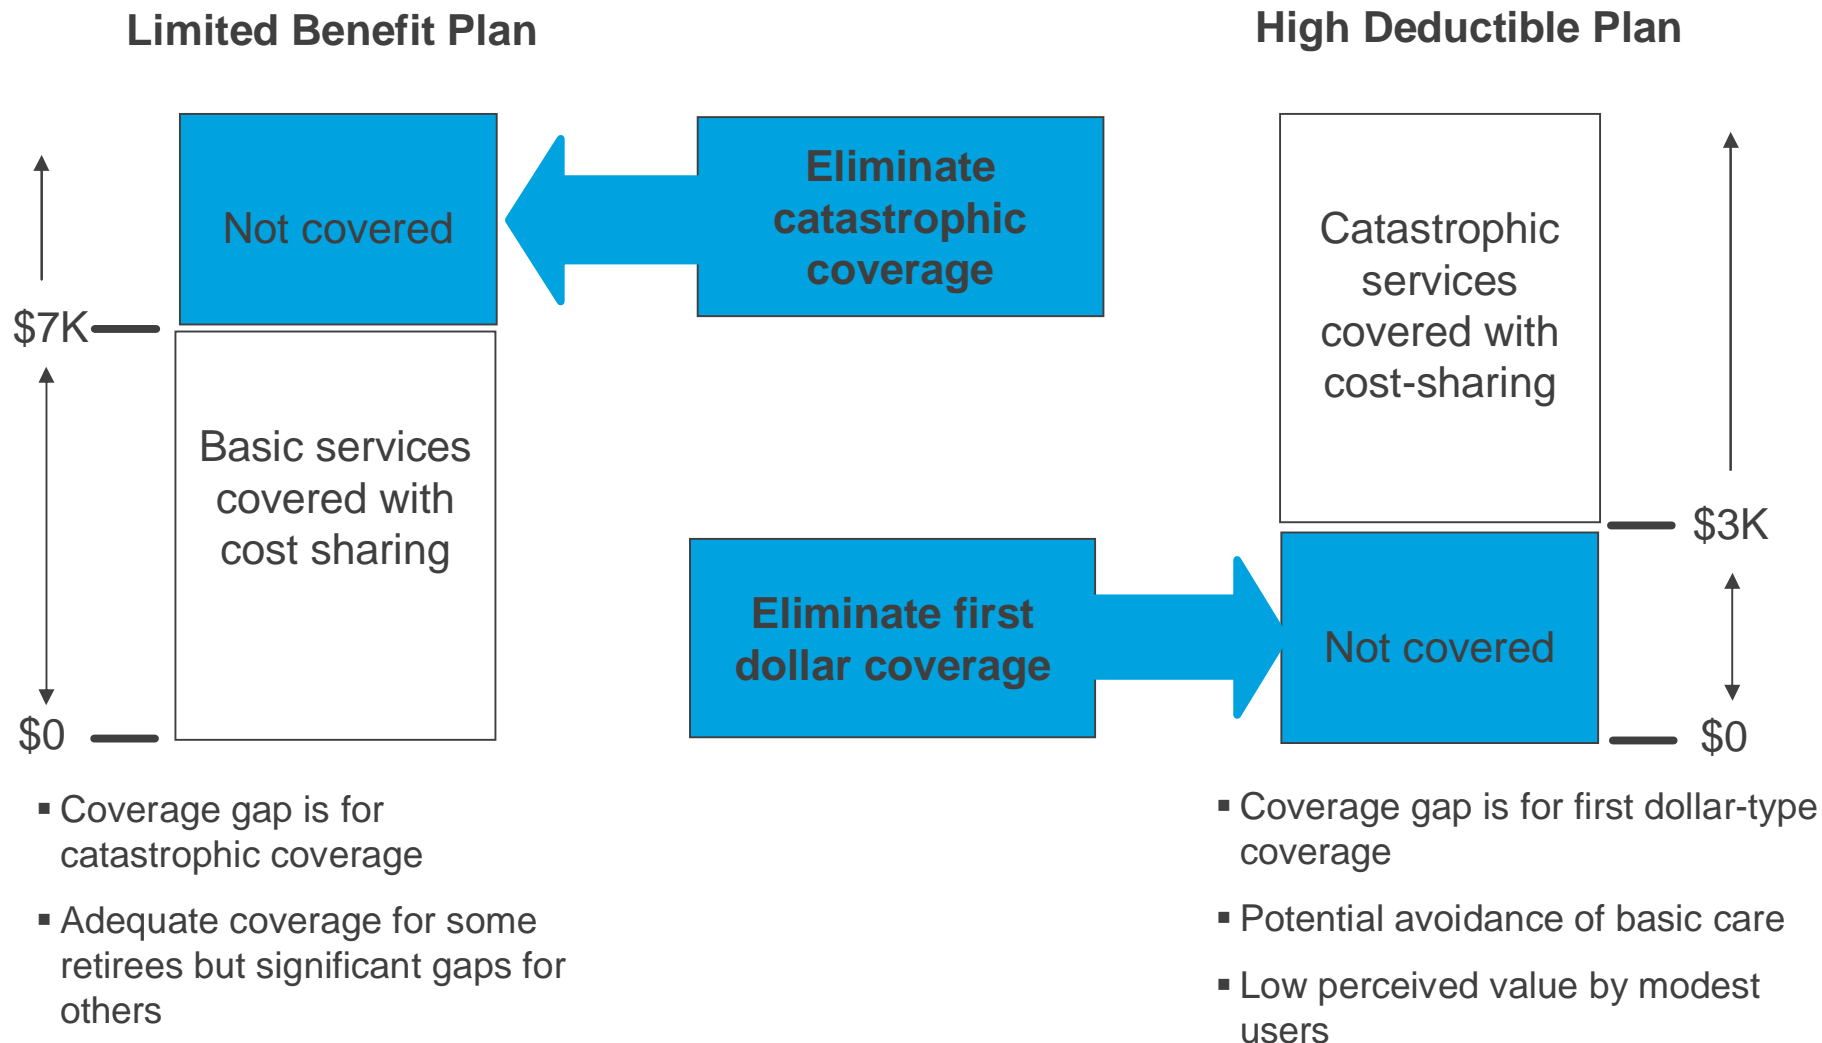 Limited Benefit Plan
High Deductible Plan
Not covered
$7K
Basic services
covered with
cost sharing
$0
Eliminate
catastrophic
coverage
Eliminate first
dollar coverage
Catastrophic
services
covered with
cost-sharing
$3K
Not covered
$0
▪ Coverage gap is for
catastrophic coverage
▪ Adequate coverage for some
retirees but significant gaps for
others
▪ Coverage gap is for first dollar-type
coverage
▪ Potential avoidance of basic care
▪ Low perceived value by modest
users